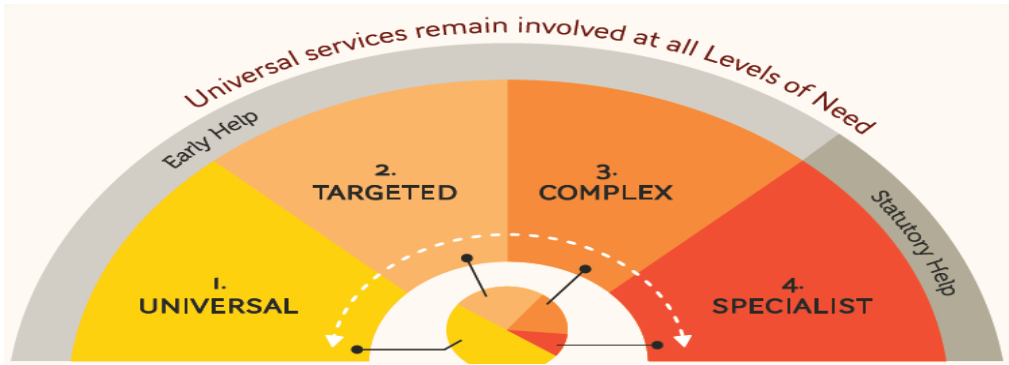 Universal services remain involved at all Levels of Need
Early Help
2.
TARGETED
3.
COMPLEX
Statutory Help
1.
UNIVERSAL
4.
SPECIALIST